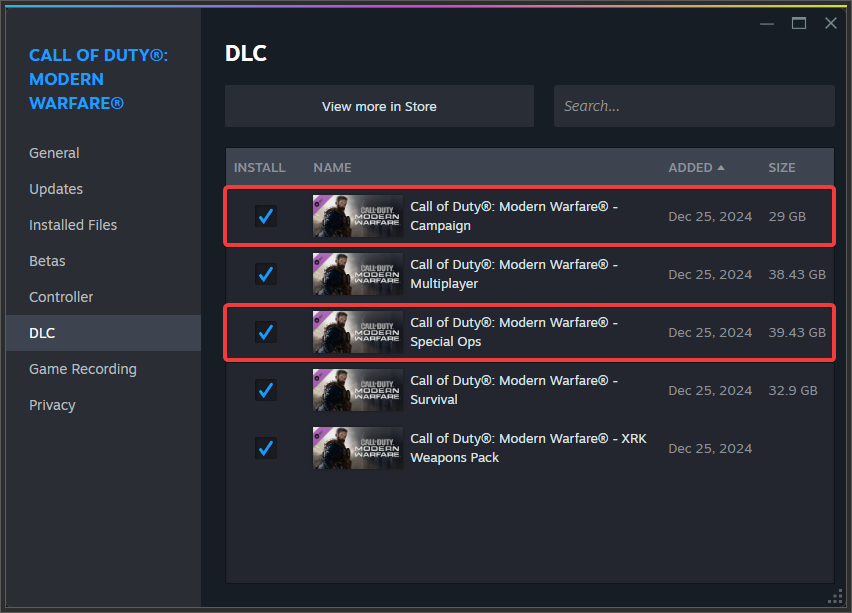 CALL OF DUTY®:
MODERN
WARFARE®
General
Updates
Installed Files
Betas
Controller
DLC
Game Recording
Privacy
DLC
View more in Store
Search...
INSTALL NAME ADDED SIZE
CALL·DUTY
MODERN
WARFARE
Call of Duty®: Modern Warfare® -
Campaign
Dec 25, 2024 29 GB
CALL·DUTY
MODERN
WARFARE
Call of Duty®: Modern Warfare® -
Multiplayer
Dec 25, 2024 38.43 GB
CALL·DUTY
MODERN
WARFARE
Call of Duty®: Modern Warfare® -
Special Ops
Dec 25, 2024 39.43 GB
CALL·DUTY
MODERN
WARFARE
Call of Duty®: Modern Warfare® -
Survival
Dec 25, 2024 32.9 GB
CALL·DUTY
MODERN
WARFARE
Call of Duty®: Modern Warfare® - XRK
Weapons Pack
Dec 25, 2024